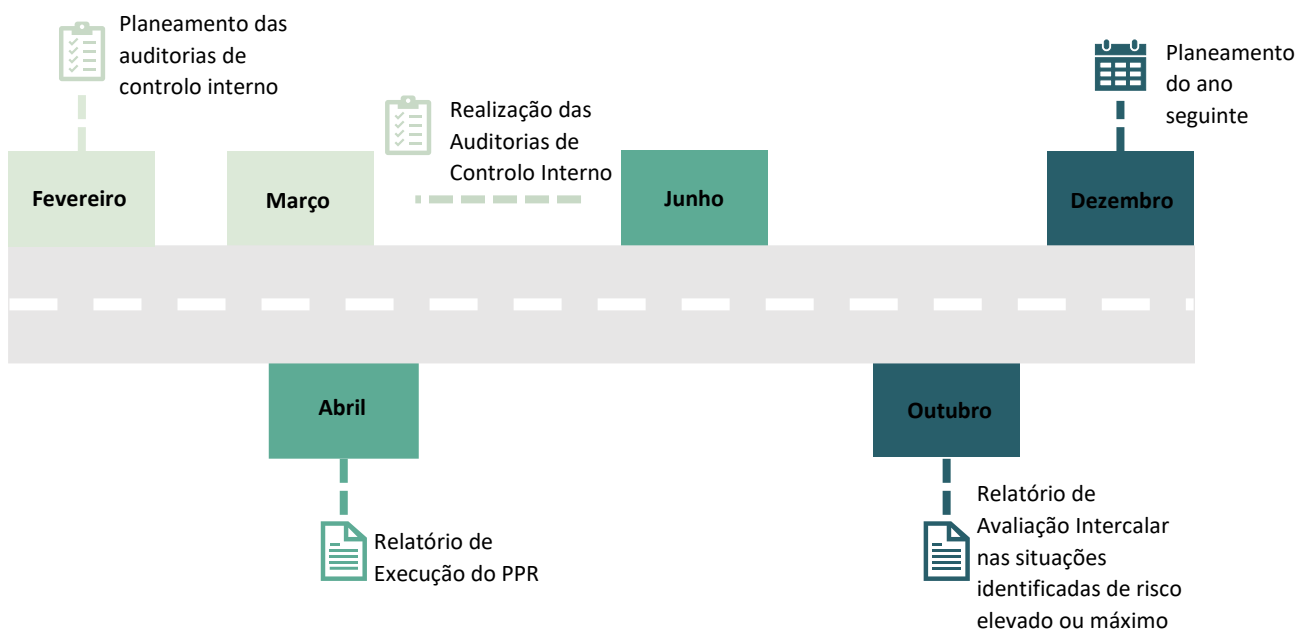 Planeamento das
auditorias de
controlo interno
Realização das
Auditorias de
Controlo Interno
Planeamento
do ano
seguinte
Fevereiro
Março
Junho
Dezembro
Abril
Outubro
Relatório de
Execução do PPR
Relatório de
Avaliação Intercalar
nas situações
identificadas de risco
elevado ou máximo